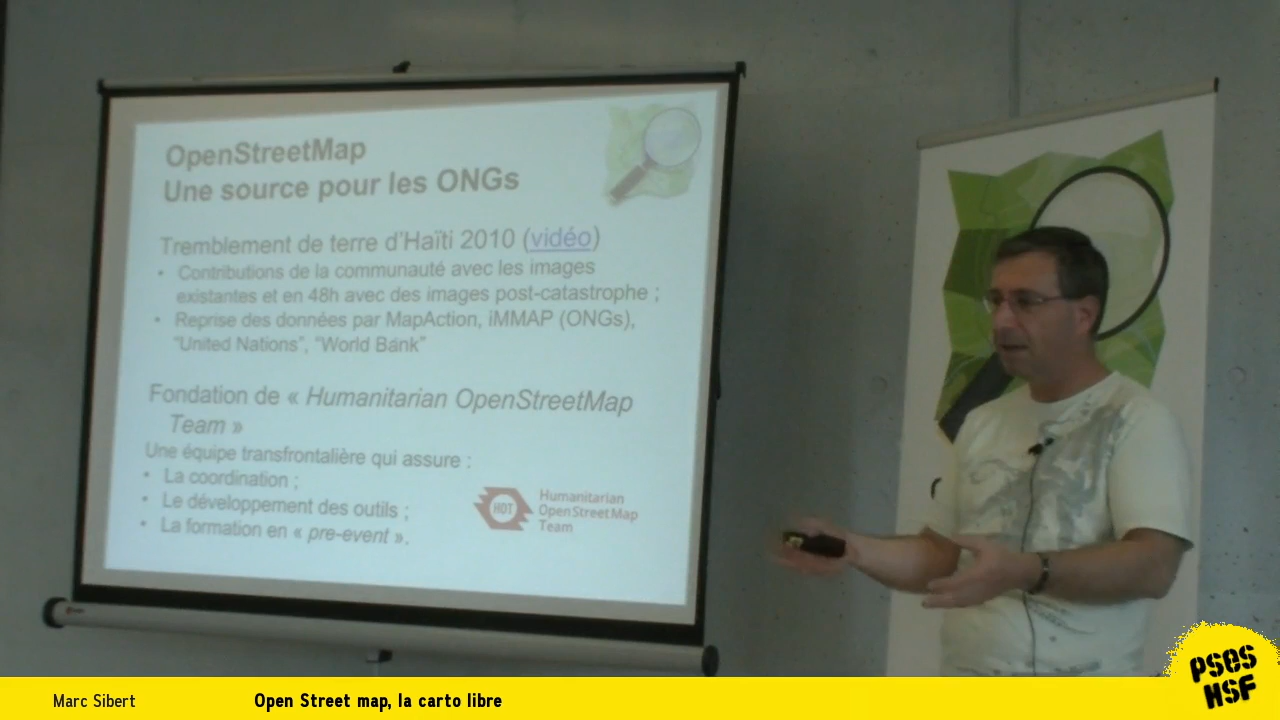 OpenStreetMap
Une source pour les ONGs
Tremblement de terre d'Haïti 2010 (vidéo)
• Contributions de la communauté avec les images
existantes et en 48h avec des images post-catastrophe ;
• Reprise des données par MapAction, iMMAP (ONGs),
"United Nations", "World Bank"
Fondation de « Humanitarian OpenStreetMap
Team »
Une équipe transfrontalière qui assure :
• La coordination ;
• Le développement des outils ;
• La formation en « pre-event ».
HOT
Humanitarian
OpenStreetMap
Team
PSES
HSF
Marc Sibert
Open Street map, la carto libre